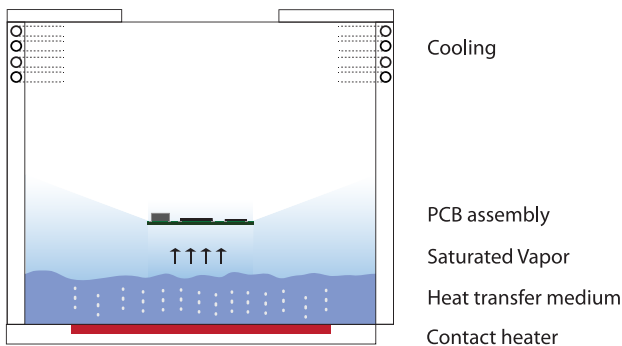 Cooling
PCB assembly
Saturated Vapor
Heat transfer medium
Contact heater